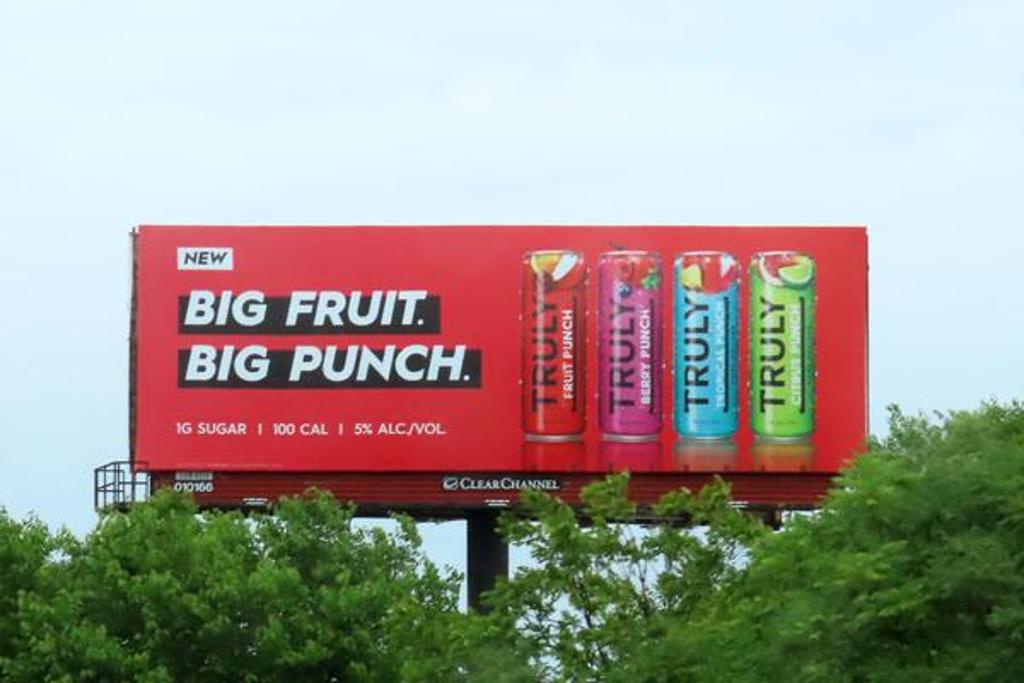 NEW
BIG FRUIT.
BIG PUNCH.
1G SUGAR | 100 CAL | 5% ALC./VOL.
TRULY
FRUIT PUNCH
TRULY
BERRY PUNCH
TRULY
TROPICAL PUNCH
TRULY
CITRUS PUNCH
010166
CLEARCHANNEL